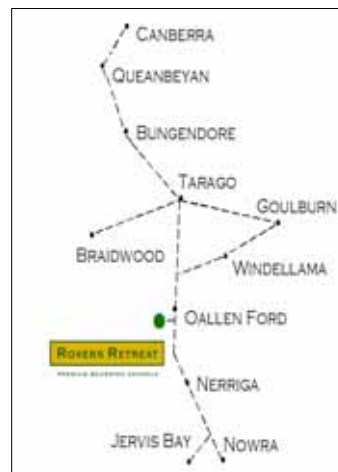 CANBERRA
QUEANBEYAN
BUNGENDORE
TARAGO
GOULBURN
BRAIDWOOD
WINDELLAMA
OALLEN FORD
ROVERS RETREAT
NERRIGA
JERVIS BAY
NOWRA